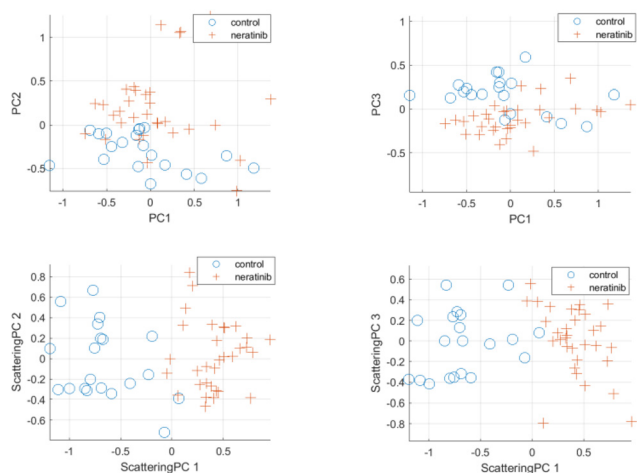 control
neratinib
PC2
1
0.5
0
-0.5
-1
-0.5
0
0.5
1
PC1
control
neratinib
PC3
1
0.5
0
-0.5
-1
-0.5
0
0.5
1
PC1
control
neratinib
ScatteringPC 2
0.8
0.6
0.4
0.2
0
-0.2
-0.4
-0.6
-1
-0.5
0
0.5
ScatteringPC 1
control
neratinib
ScatteringPC 3
0.6
0.4
0.2
0
-0.2
-0.4
-0.6
-0.8
-1
-0.5
0
0.5
ScatteringPC 1